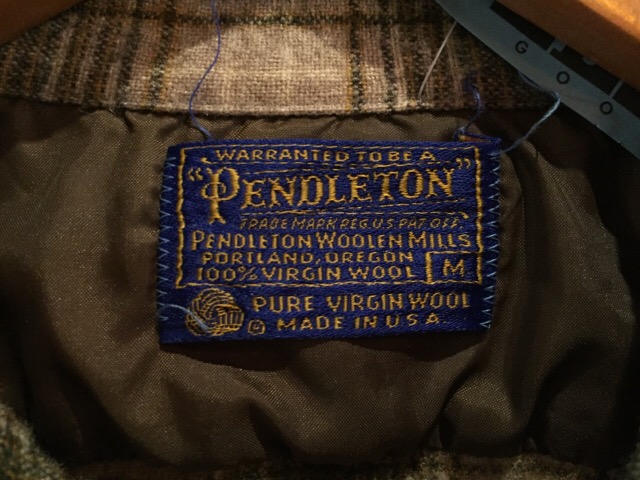 WARRANTED TO BE A
"PENDLETON"
TRADE MARK REG. U.S. PAT. OFF.
PENDLETON WOOLEN MILLS
PORTLAND, OREGON
100% VIRGIN WOOL M
PURE VIRGIN WOOL
© MADE IN U.S.A.
GOO